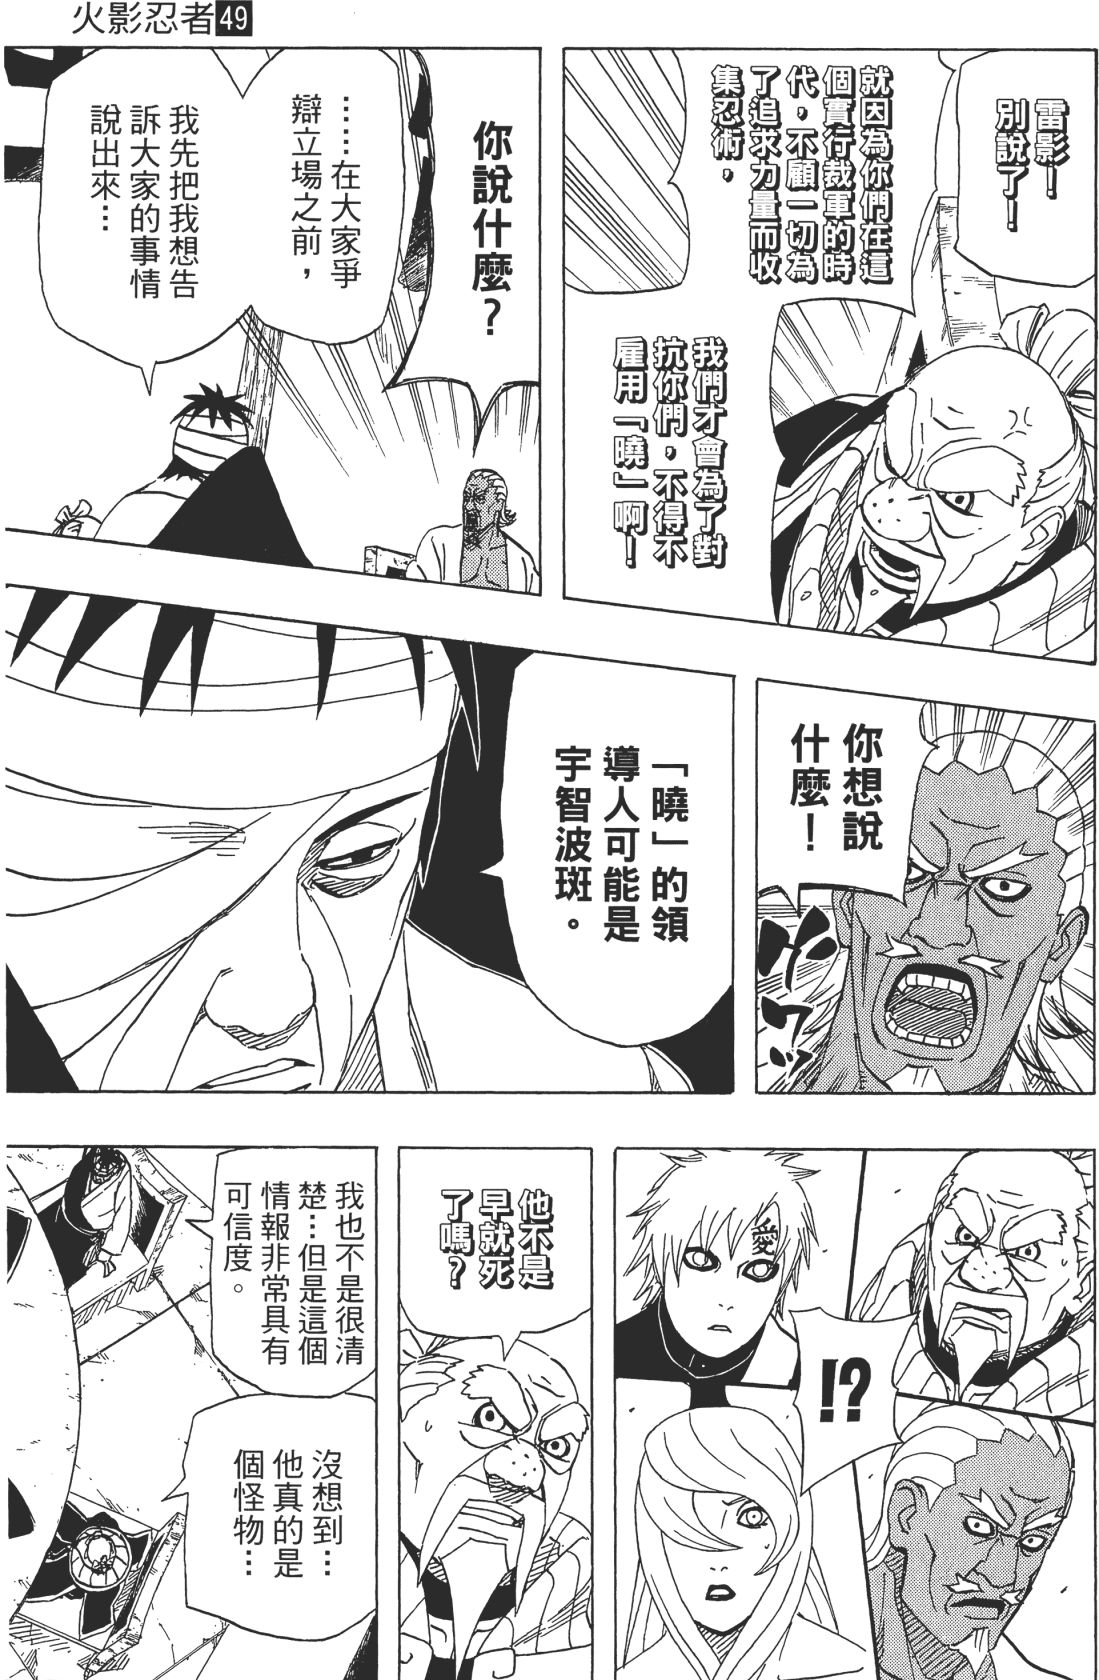 火影忍者49
雷影！
別說了！
就因為你們在這
個實行裁軍的時
代，不顧一切為
了追求力量而收
集忍術，
我們才會為了對
抗你們，不得不
雇用「曉」啊！
你說什麼？
……在大家爭
辯立場之前，
我先把我想告
訴大家的事情
說出來…
你想說
什麼！
「曉」的領
導人可能是
宇智波斑。
愛
!?
他不是
早就死
了嗎？
我也不是很清
楚…但是這個
情報非常具有
可信度。
沒想到…
他真的是
個怪物…